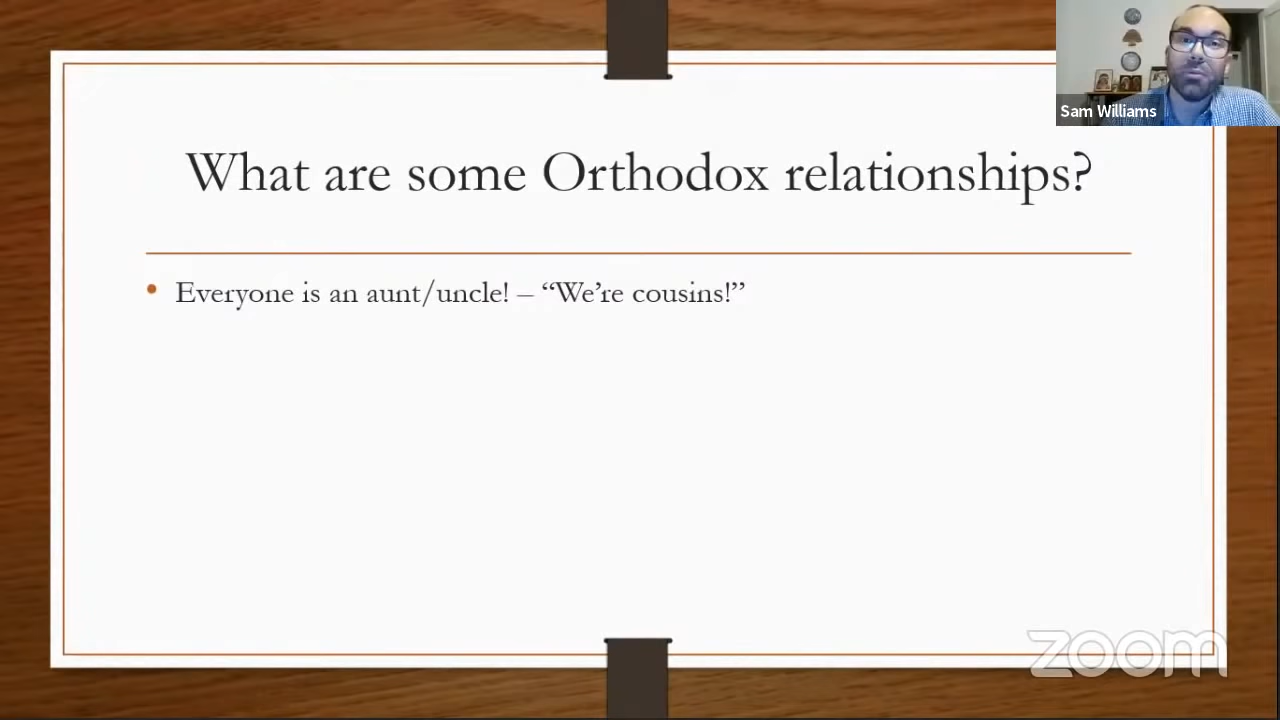 Sam Williams
What are some Orthodox relationships?
• Everyone is an aunt/uncle! – “We’re cousins!”
zoom